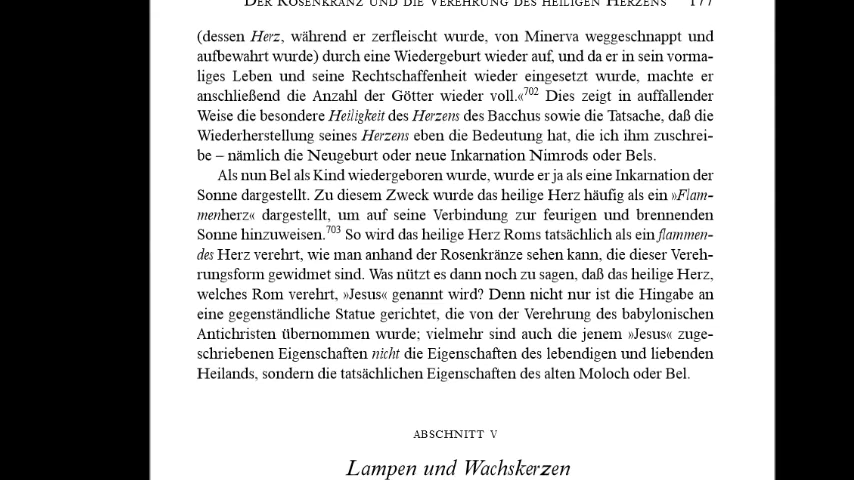 DER ROSENKRANZ UND DIE VEREHRUNG DES HEILIGEN HERZENS 177
(dessen Herz, während er zerfleischt wurde, von Minerva weggeschnappt und
aufbewahrt wurde) durch eine Wiedergeburt wieder auf, und da er in sein vorma-
liges Leben und seine Rechtschaffenheit wieder eingesetzt wurde, machte er
anschließend die Anzahl der Götter wieder voll.«702 Dies zeigt in auffallender
Weise die besondere Heiligkeit des Herzens des Bacchus sowie die Tatsache, daß die
Wiederherstellung seines Herzens eben die Bedeutung hat, die ich ihm zuschrei-
be – nämlich die Neugeburt oder neue Inkarnation Nimrods oder Bels.
Als nun Bel als Kind wiedergeboren wurde, wurde er ja als eine Inkarnation der
Sonne dargestellt. Zu diesem Zweck wurde das heilige Herz häufig als ein »Flam-
menherz« dargestellt, um auf seine Verbindung zur feurigen und brennenden
Sonne hinzuweisen.703 So wird das heilige Herz Roms tatsächlich als ein flammen-
des Herz verehrt, wie man anhand der Rosenkränze sehen kann, die dieser Vereh-
rungsform gewidmet sind. Was nützt es dann noch zu sagen, daß das heilige Herz,
welches Rom verehrt, »Jesus« genannt wird? Denn nicht nur ist die Hingabe an
eine gegenständliche Statue gerichtet, die von der Verehrung des babylonischen
Antichristen übernommen wurde; vielmehr sind auch die jenem »Jesus« zuge-
schriebenen Eigenschaften nicht die Eigenschaften des lebendigen und liebenden
Heilands, sondern die tatsächlichen Eigenschaften des alten Moloch oder Bel.
ABSCHNITT V
Lampen und Wachskerzen